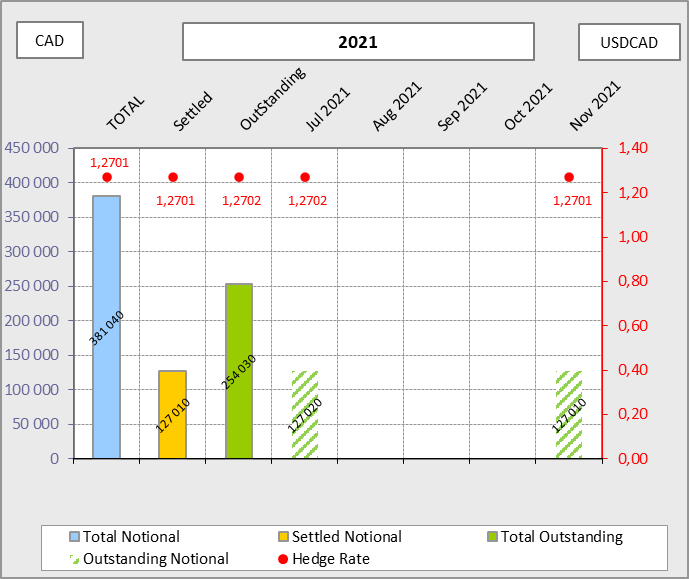 CAD
2021
USDCAD
TOTAL
Settled
OutStanding
Jul 2021
Aug 2021
Sep 2021
Oct 2021
Nov 2021
450 000
400 000
350 000
300 000
250 000
200 000
150 000
100 000
50 000
0
1,2701
1,2701
1,2702
1,2702
1,2701
381 040
127 010
254 030
127 020
127 010
1,40
1,20
1,00
0,80
0,60
0,40
0,20
0,00
Total Notional
Settled Notional
Total Outstanding
Outstanding Notional
Hedge Rate